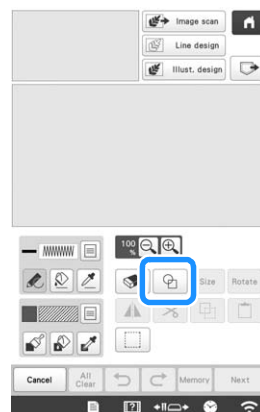 Image scan
Line design
Illust. design
100
%
Size
Rotate
Cancel
All
Clear
Memory
Next